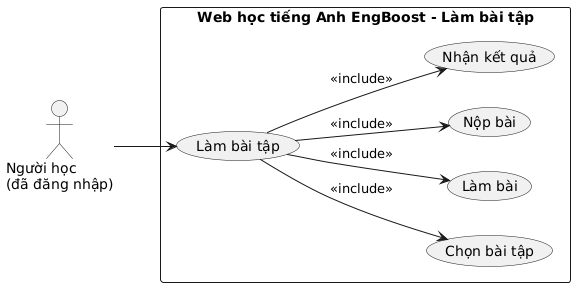 Web học tiếng Anh EngBoost - Làm bài tập
Nhận kết quả
«include»
Nộp bài
«include»
Làm bài tập
«include»
Làm bài
Người học
(đã đăng nhập)
«include»
Chọn bài tập